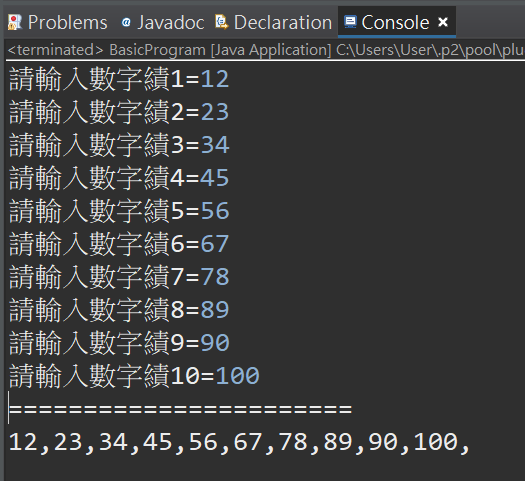 Problems Javadoc Declaration Console
<terminated> BasicProgram [Java Application] C:\Users\User\.p2\pool\plu
請輸入數字績1=12
請輸入數字績2=23
請輸入數字績3=34
請輸入數字績4=45
請輸入數字績5=56
請輸入數字績6=67
請輸入數字績7=78
請輸入數字績8=89
請輸入數字績9=90
請輸入數字績10=100
=======================
12,23,34,45,56,67,78,89,90,100,